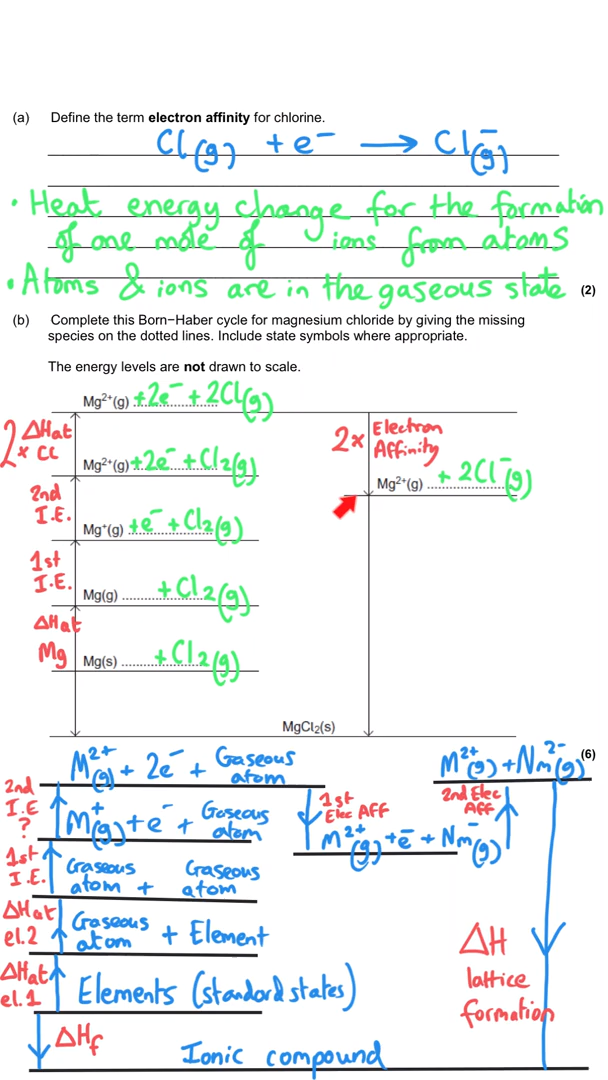 (a) Define the term electron affinity for chlorine.
Cl(g) + e⁻ → Cl⁻(g)
• Heat energy change for the formation
of one mole of ions from atoms
• Atoms & ions are in the gaseous state (2)
(b) Complete this Born−Haber cycle for magnesium chloride by giving the missing
species on the dotted lines. Include state symbols where appropriate.
The energy levels are not drawn to scale.
Mg²⁺(g) +2e⁻ + 2Cl(g)
2 × ΔHat Cl
2× Electron
Affinity
Mg²⁺(g) +2e⁻ + Cl₂(g)
Mg²⁺(g) + 2Cl⁻(g)
2nd
I.E.
Mg⁺(g) +e⁻ + Cl₂(g)
1st
I.E.
Mg(g) + Cl₂(g)
ΔHat
Mg
Mg(s) + Cl₂(g)
MgCl₂(s)
(6)
M²⁺(g) + 2e⁻ + Gaseous
atom
M²⁺(g) + Nm²⁻(g)
2nd
I.E
?
M⁺(g) + e⁻ + Gaseous
atom
1st
Elec AFF
2nd Elec
AFF
M²⁺(g) + e⁻ + Nm⁻(g)
1st
I.E.
Gaseous
atom + Gaseous
atom
ΔHat
el.2
Gaseous
atom + Element
ΔHat
el.1
Elements (standard states)
ΔH
lattice
formation
ΔHf
Ionic compound